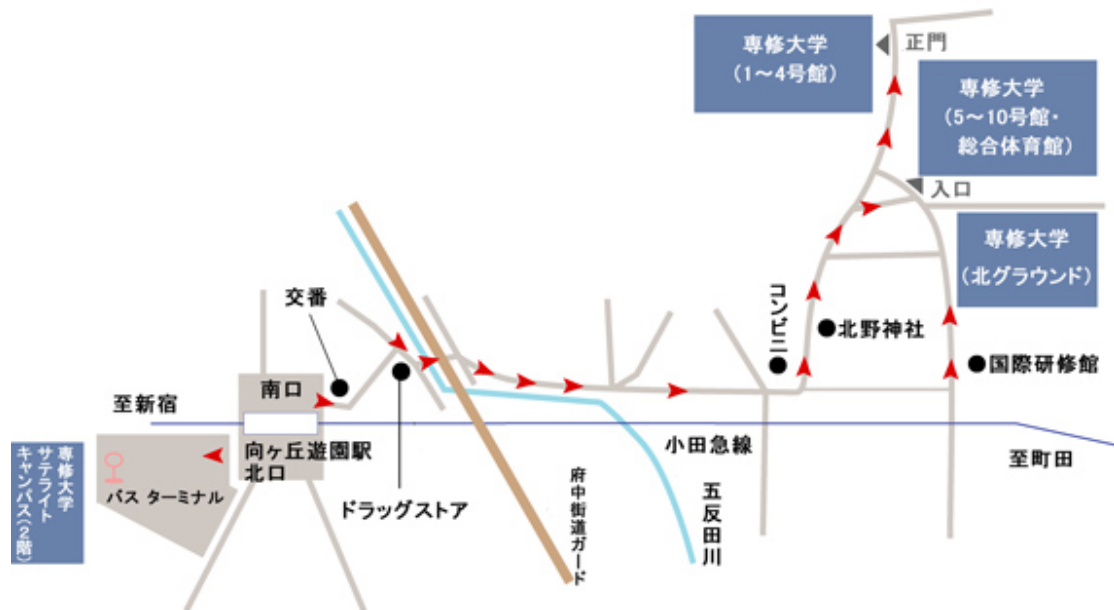 専修大学
(1〜4号館)
正門
専修大学
(5〜10号館・
総合体育館)
入口
専修大学
(北グラウンド)
コンビニ
北野神社
国際研修館
交番
南口
至新宿
向ヶ丘遊園駅
北口
小田急線
至町田
専修大学
サテライト
キャンパス(2階)
バス ターミナル
ドラッグストア
府中街道ガード
五反田川